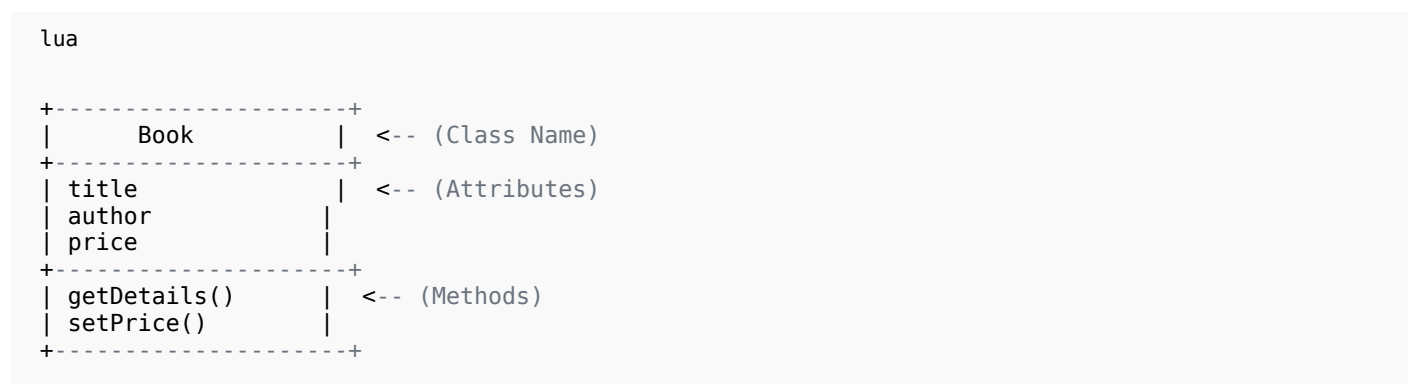 lua
+---------------------+
|      Book          |  <-- (Class Name)
+---------------------+
| title              |  <-- (Attributes)
| author            |
| price             |
+---------------------+
| getDetails()      |  <-- (Methods)
| setPrice()        |
+---------------------+